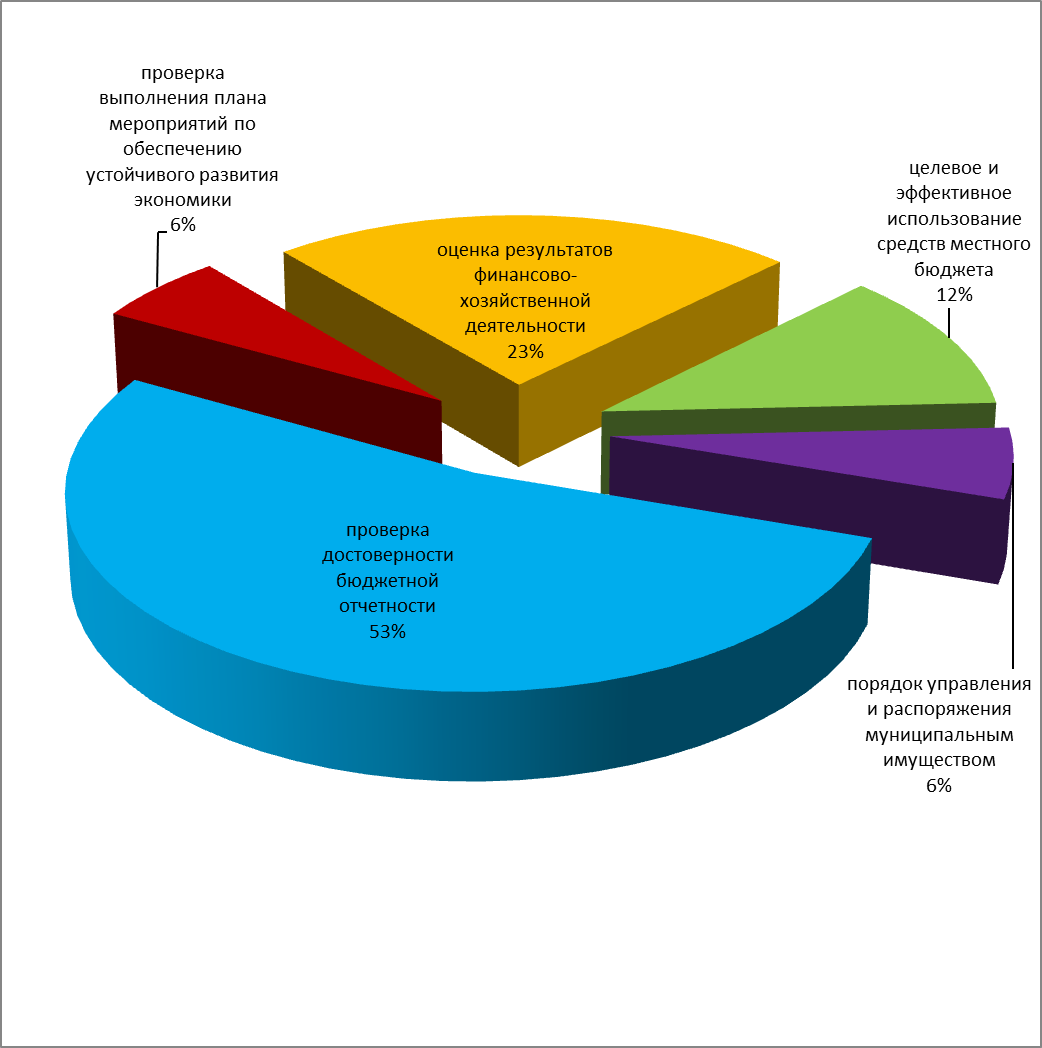 проверка
выполнения плана
мероприятий по
обеспечению
устойчивого развития
экономики
6%
оценка результатов
финансово-
хозяйственной
деятельности
23%
целевое и
эффективное
использование
средств местного
бюджета
12%
проверка
достоверности
бюджетной
отчетности
53%
порядок управления
и распоряжения
муниципальным
имуществом
6%